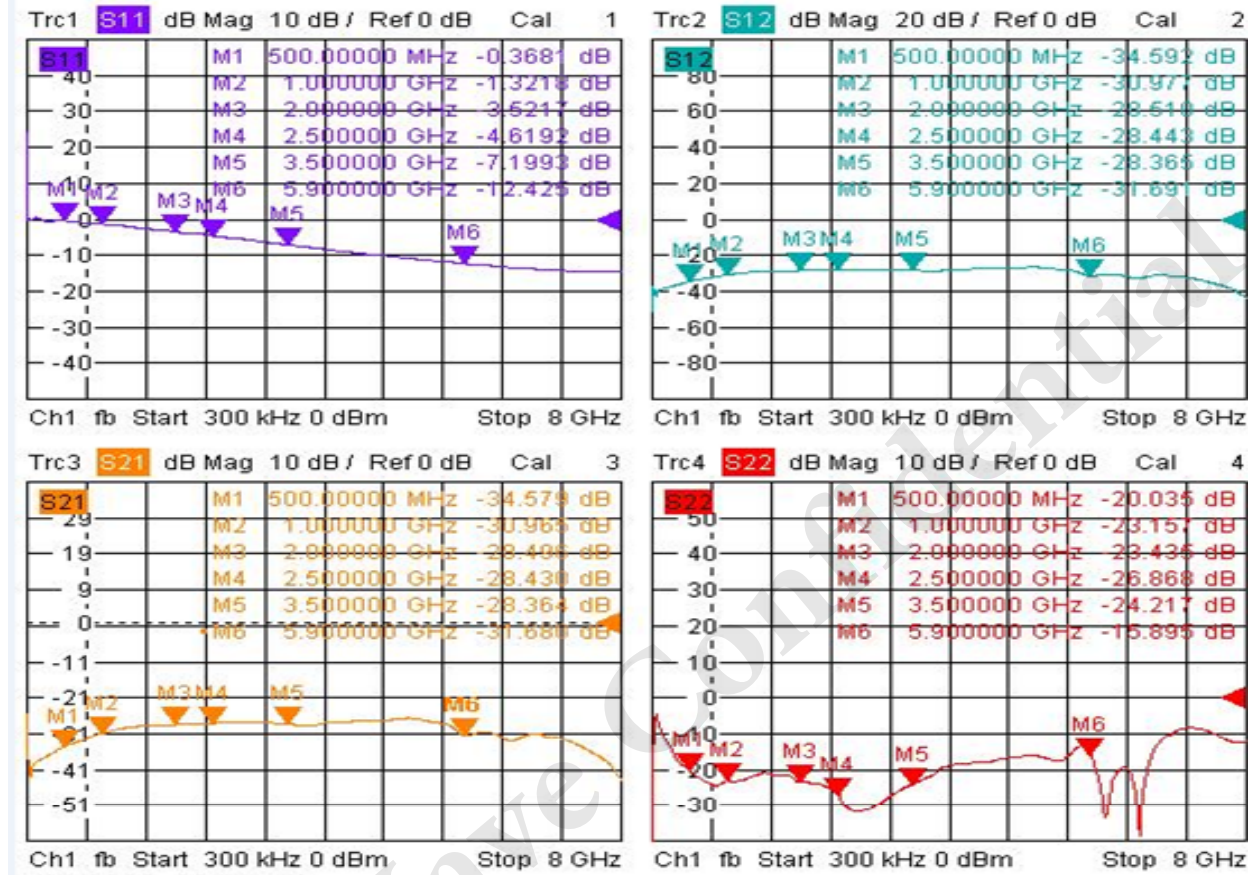 Trc1 S11 dB Mag 10 dB / Ref 0 dB Cal 1
S11
M1 500.00000 MHz -0.3681 dB
M2 1.000000 GHz -1.3218 dB
M3 2.000000 GHz -3.5217 dB
M4 2.500000 GHz -4.6192 dB
M5 3.500000 GHz -7.1993 dB
M6 5.900000 GHz -12.425 dB
40
30
20
10
0
-10
-20
-30
-40
M1 M2 M3 M4 M5 M6
Ch1 fb Start 300 kHz 0 dBm Stop 8 GHz
Trc2 S12 dB Mag 20 dB / Ref 0 dB Cal 2
S12
M1 500.00000 MHz -34.592 dB
M2 1.000000 GHz -30.977 dB
M3 2.000000 GHz -28.510 dB
M4 2.500000 GHz -28.443 dB
M5 3.500000 GHz -28.365 dB
M6 5.900000 GHz -31.691 dB
80
60
40
20
0
-20
-40
-60
-80
M1 M2 M3 M4 M5 M6
Ch1 fb Start 300 kHz 0 dBm Stop 8 GHz
Trc3 S21 dB Mag 10 dB / Ref 0 dB Cal 3
S21
M1 500.00000 MHz -34.579 dB
M2 1.000000 GHz -30.965 dB
M3 2.000000 GHz
M4 2.500000 GHz -28.430 dB
M5 3.500000 GHz -28.364 dB
M6 5.900000 GHz -31.680 dB
29
19
9
0
-11
-21
-31
-41
-51
M1 M2 M3 M4 M5 M6
Ch1 fb Start 300 kHz 0 dBm Stop 8 GHz
Trc4 S22 dB Mag 10 dB / Ref 0 dB Cal 4
S22
M1 500.00000 MHz -20.035 dB
M2 1.000000 GHz -23.157 dB
M3 2.000000 GHz -23.435 dB
M4 2.500000 GHz -26.868 dB
M5 3.500000 GHz -24.217 dB
M6 5.900000 GHz -15.895 dB
50
40
30
20
10
0
-10
-20
-30
M1 M2 M3 M4 M5 M6
Ch1 fb Start 300 kHz 0 dBm Stop 8 GHz
Confidential